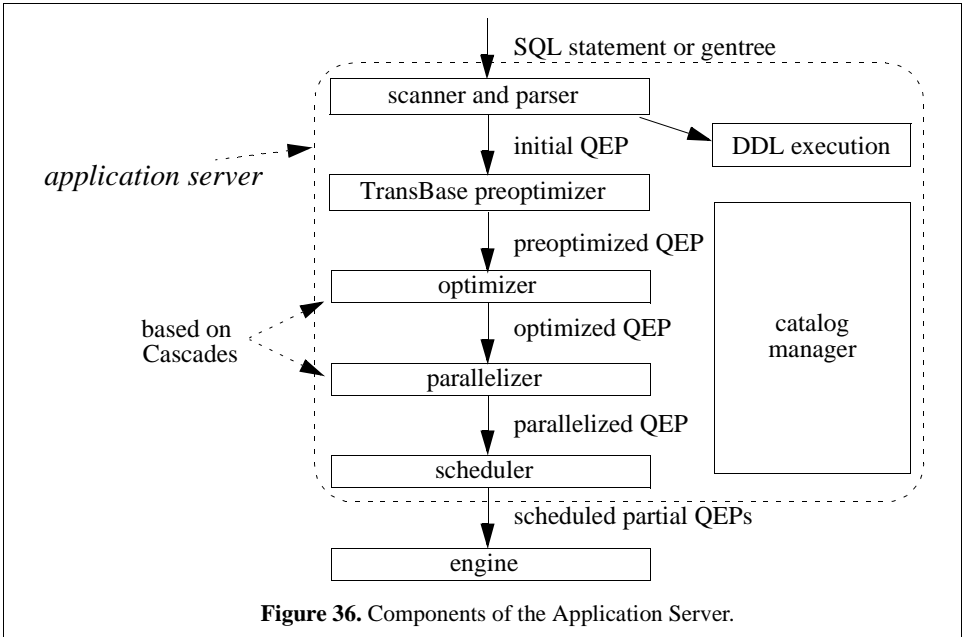 SQL statement or gentree
scanner and parser
initial QEP
DDL execution
application server
TransBase preoptimizer
preoptimized QEP
optimizer
based on
Cascades
optimized QEP
catalog
manager
parallelizer
parallelized QEP
scheduler
scheduled partial QEPs
engine
Figure 36. Components of the Application Server.